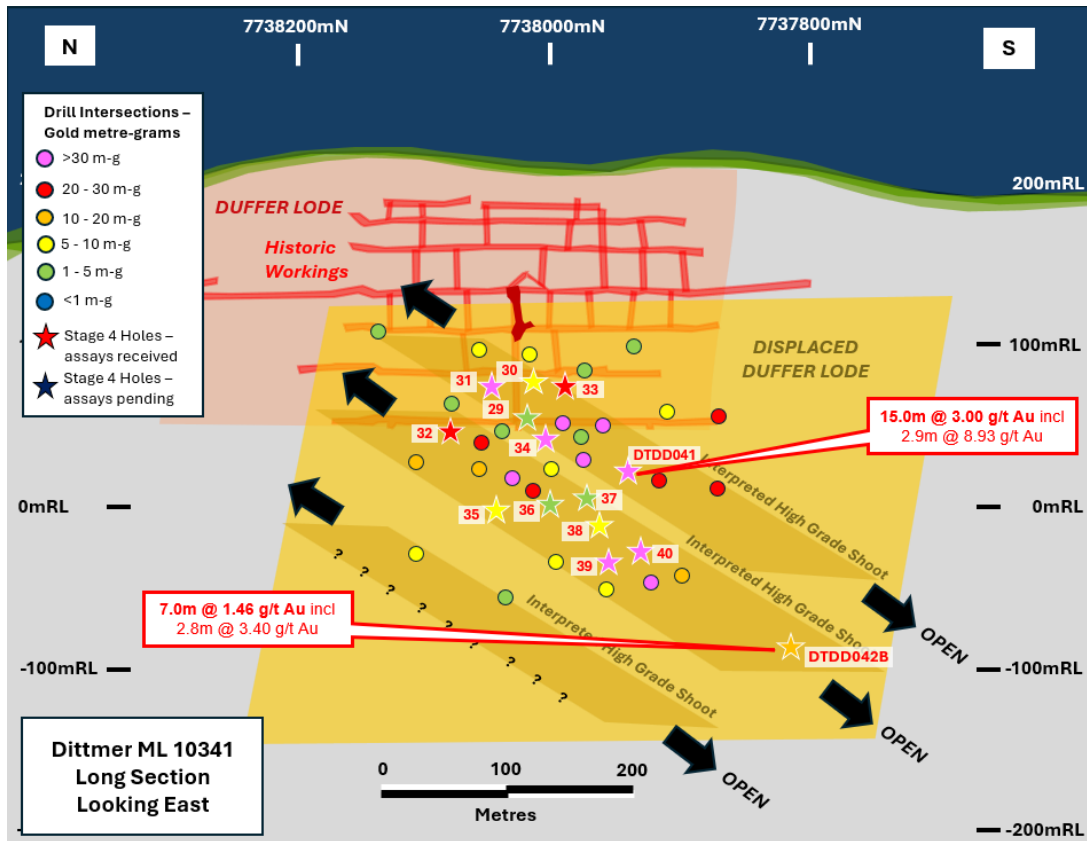 7738200mN
7738000mN
7737800mN
N
S
Drill Intersections –
Gold metre-grams
>30 m-g
20 - 30 m-g
10 - 20 m-g
5 - 10 m-g
1 - 5 m-g
<1 m-g
Stage 4 Holes –
assays received
Stage 4 Holes –
assays pending
200mRL
DUFFER LODE
Historic
Workings
100mRL
DISPLACED
DUFFER LODE
30
31
33
29
32
34
15.0m @ 3.00 g/t Au incl
2.9m @ 8.93 g/t Au
DTDD041
Interpreted High Grade Shoot
0mRL
0mRL
35
36
37
38
39
40
Interpreted High Grade Shoo
Interpreted High Grade Shoot
? ? ? ? ? ? ? ?
7.0m @ 1.46 g/t Au incl
2.8m @ 3.40 g/t Au
DTDD042B
OPEN
-100mRL
-100mRL
OPEN
OPEN
Dittmer ML 10341
Long Section
Looking East
0 100 200
Metres
-200mRL